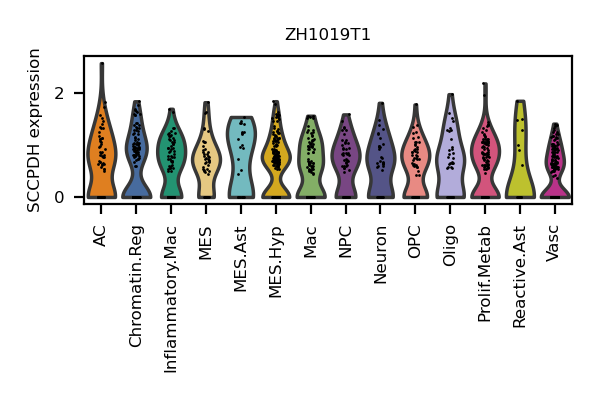 ZH1019T1
SCCPDH expression
2
0
AC
Chromatin.Reg
Inflammatory.Mac
MES
MES.Ast
MES.Hyp
Mac
NPC
Neuron
OPC
Oligo
Prolif.Metab
Reactive.Ast
Vasc